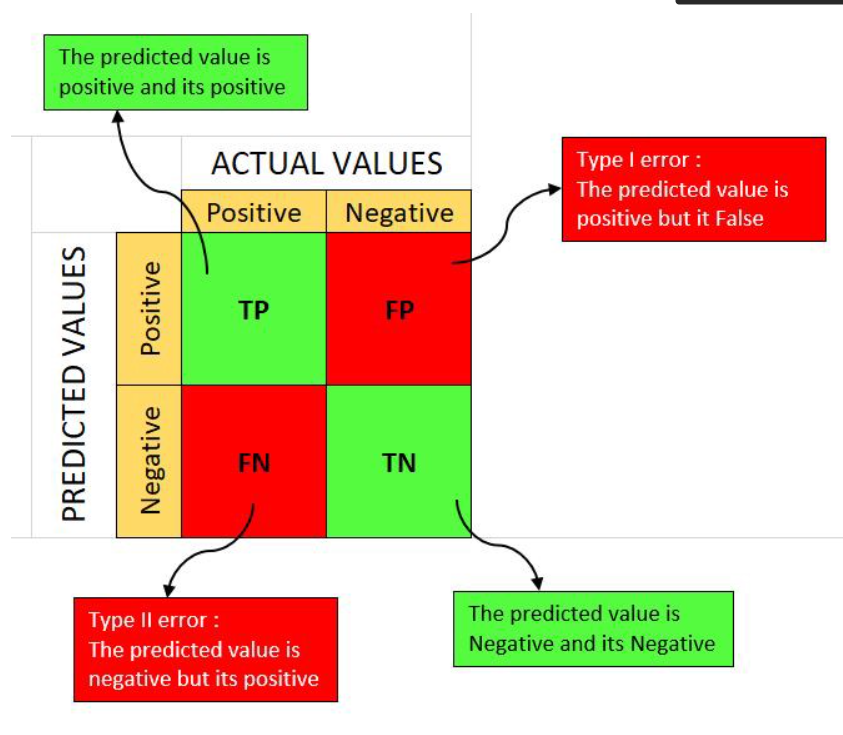 The predicted value is
positive and its positive
ACTUAL VALUES
Type I error :
The predicted value is
positive but it False
Positive
Negative
PREDICTED VALUES
Positive
TP
FP
Negative
FN
TN
Type II error :
The predicted value is
negative but its positive
The predicted value is
Negative and its Negative